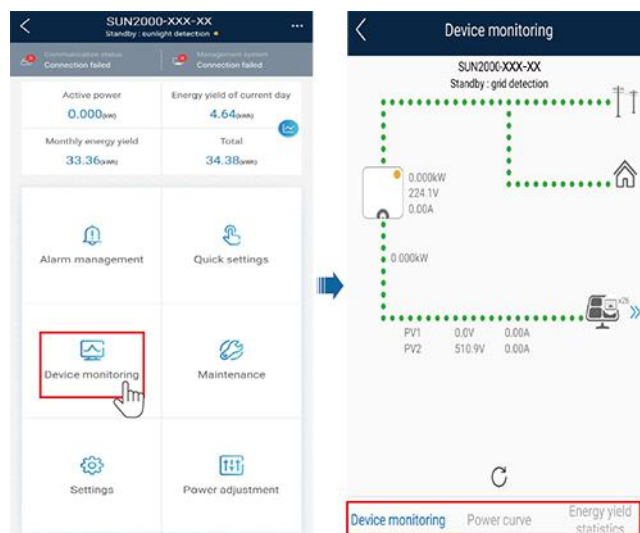 SUN2000-XXX-XX
Standby : sunlight detection
Communication status
Connection failed
Management system
Connection failed
Active power
0.000(kW)
Energy yield of current day
4.64(kWh)
Monthly energy yield
33.36(kWh)
Total
34.38(kWh)
Alarm management
Quick settings
Device monitoring
Maintenance
Settings
Power adjustment
Device monitoring
SUN2000-XXX-XX
Standby : grid detection
0.000kW
224.1V
0.00A
0.000kW
x26
PV1 0.0V 0.00A
PV2 510.9V 0.00A
Device monitoring
Power curve
Energy yield
statistics